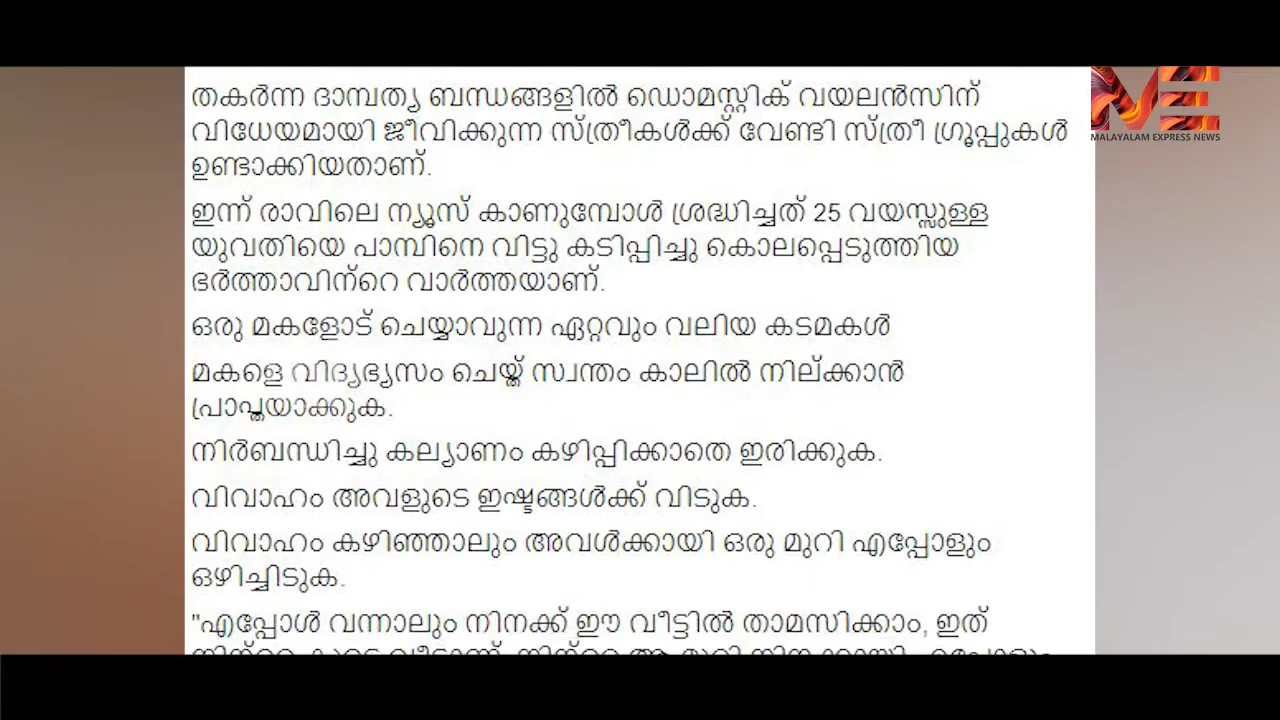 MALAYALAM EXPRESS NEWS
തകർന്ന ദാമ്പത്യ ബന്ധങ്ങളിൽ ഡൊമസ്റ്റിക് വയലൻസിന്
വിധേയമായി ജീവിക്കുന്ന സ്ത്രീകൾക്ക് വേണ്ടി സ്ത്രീ ഗ്രൂപ്പുകൾ
ഉണ്ടാക്കിയതാണ്.
ഇന്ന് രാവിലെ ന്യൂസ് കാണുമ്പോൾ ശ്രദ്ധിച്ചത് 25 വയസ്സുള്ള
യുവതിയെ പാമ്പിനെ വിട്ടു കടിപ്പിച്ചു കൊലപ്പെടുത്തിയ
ഭർത്താവിന്റെ വാർത്തയാണ്.
ഒരു മകളോട് ചെയ്യാവുന്ന ഏറ്റവും വലിയ കടമകൾ
മകളെ വിദ്യഭ്യസം ചെയ്ത് സ്വന്തം കാലിൽ നില്ക്കാൻ
പ്രാപ്തയാക്കുക.
നിർബന്ധിച്ചു കല്യാണം കഴിപ്പിക്കാതെ ഇരിക്കുക.
വിവാഹം അവളുടെ ഇഷ്ടങ്ങൾക്ക് വിടുക.
വിവാഹം കഴിഞ്ഞാലും അവൾക്കായി ഒരു മുറി എപ്പോളും
ഒഴിച്ചിടുക.
"എപ്പോൾ വന്നാലും നിനക്ക് ഈ വീട്ടിൽ താമസിക്കാം, ഇത്